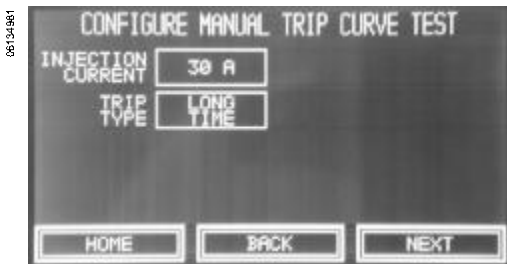 06134981
CONFIGURE MANUAL TRIP CURVE TEST
INJECTION
CURRENT
30 A
TRIP
TYPE
LONG
TIME
HOME
BACK
NEXT